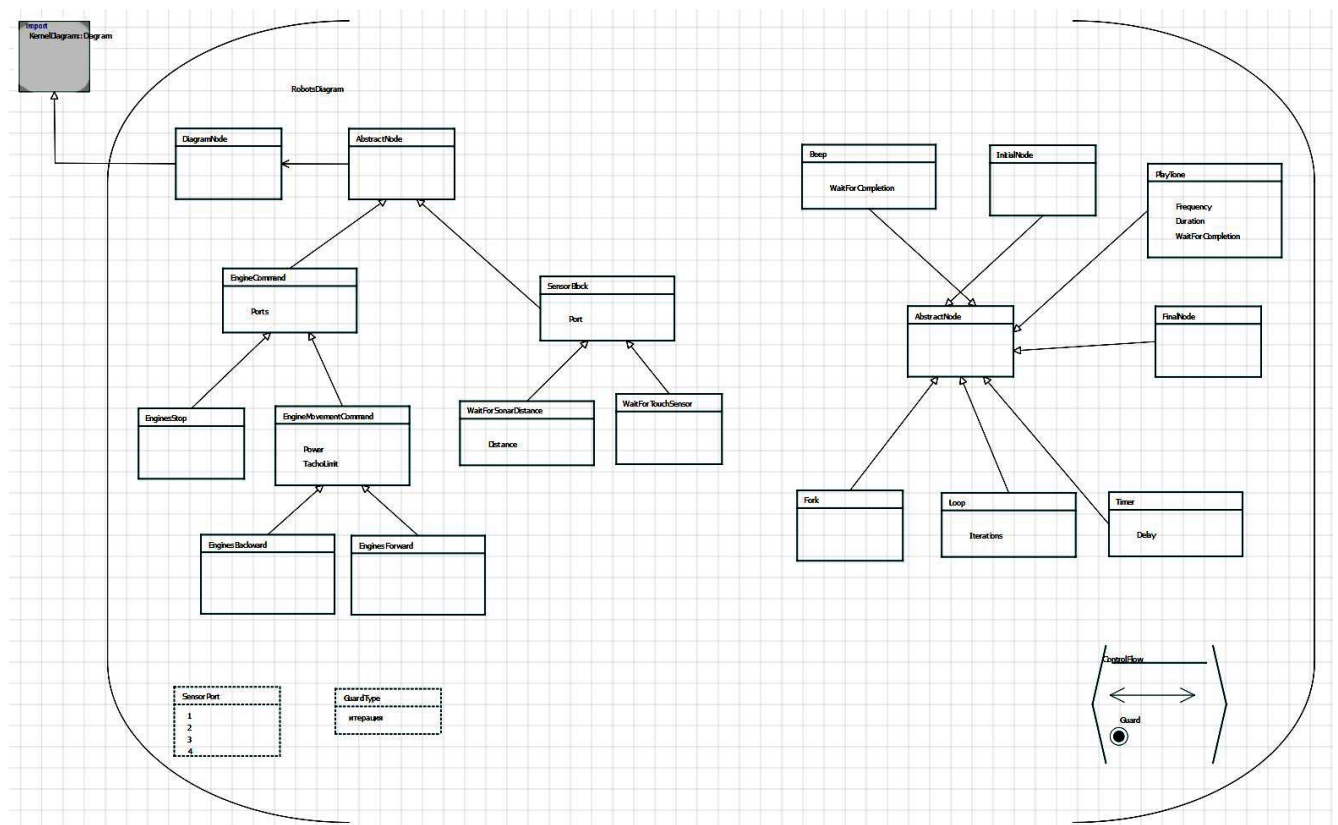 Import
KernelDiagram::Diagram
RobotsDiagram
DiagramNode
AbstractNode
EngineCommand
Ports
SensorBlock
Port
EnginesStop
EngineMovementCommand
Power
TachoLimit
WaitForSonarDistance
Distance
WaitForTouchSensor
EnginesBackward
EnginesForward
Beep
WaitForCompletion
InitialNode
PlayTone
Frequency
Duration
WaitForCompletion
AbstractNode
FinalNode
Fork
Loop
Iterations
Timer
Delay
SensorPort
1
2
3
4
GuardType
итерация
ControlFlow
Guard